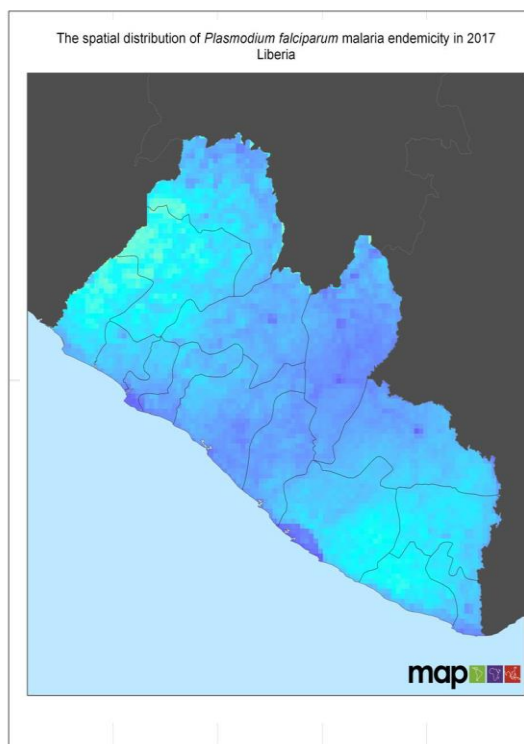 The spatial distribution of Plasmodium falciparum malaria endemicity in 2017
Liberia
map